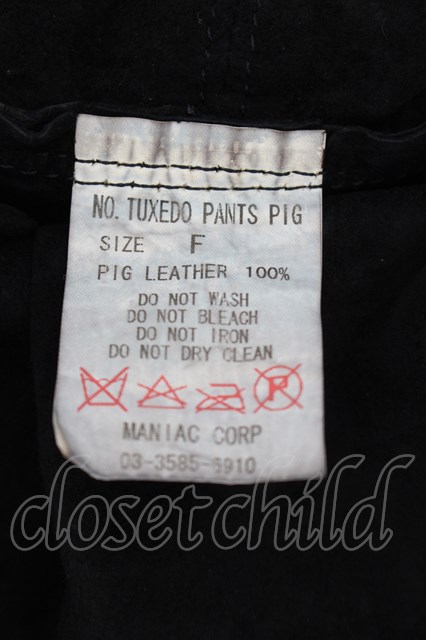 NO. TUXEDO PANTS PIG
SIZE F
PIG LEATHER 100%
DO NOT WASH
DO NOT BLEACH
DO NOT IRON
DO NOT DRY CLEAN
P
MANIAC CORP
03-3585-6910
closetchild